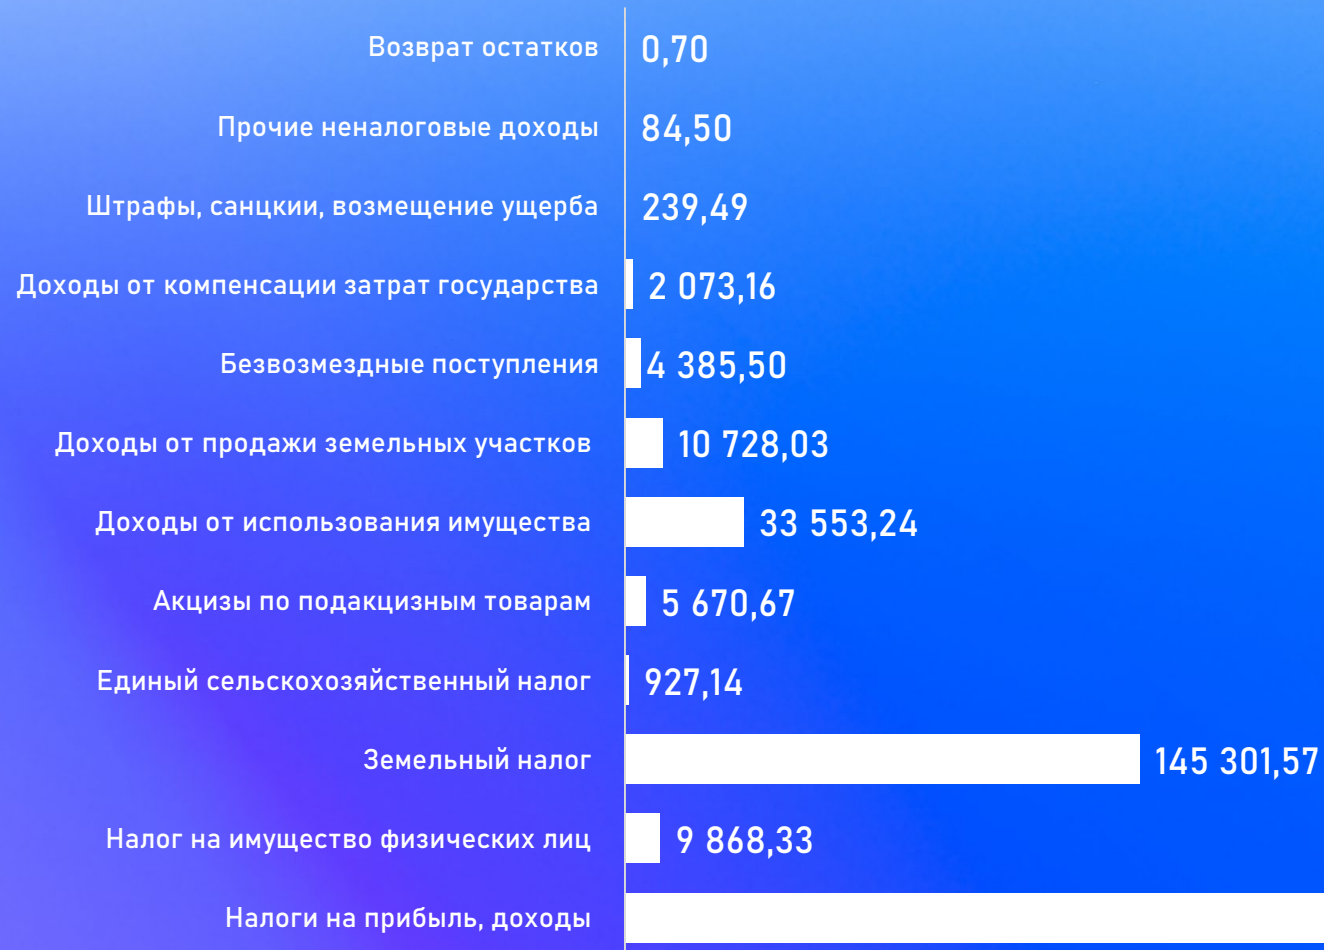 Возврат остатков 0,70
Прочие неналоговые доходы 84,50
Штрафы, санцкии, возмещение ущерба 239,49
Доходы от компенсации затрат государства 2 073,16
Безвозмездные поступления 4 385,50
Доходы от продажи земельных участков 10 728,03
Доходы от использования имущества 33 553,24
Акцизы по подакцизным товарам 5 670,67
Единый сельскохозяйственный налог 927,14
Земельный налог 145 301,57
Налог на имущество физических лиц 9 868,33
Налоги на прибыль, доходы